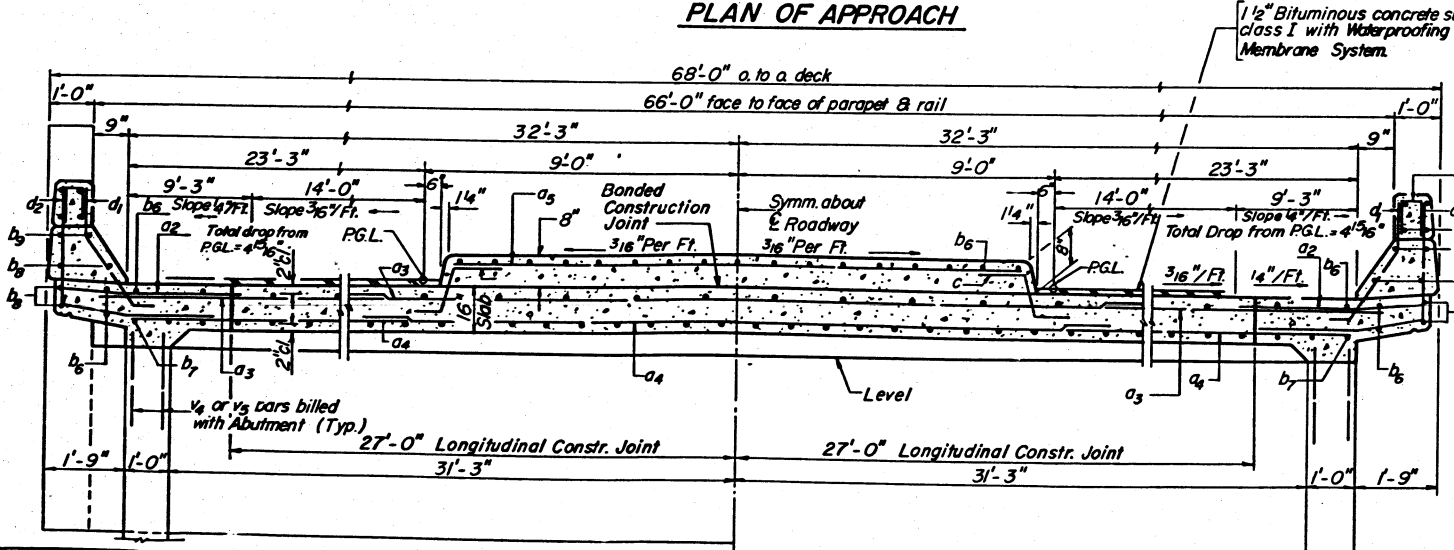 PLAN OF APPROACH
1 1/2" Bituminous concrete
class I with Waterproofing
Membrane System.
68'-0" o. to o. deck
1'-0"
66'-0" face to face of parapet & rail
1'-0"
9"
32'-3"
32'-3"
9"
23'-3"
9'-0"
9'-0"
23'-3"
9'-3"
14'-0"
6"
1 1/4"
a5
8"
Bonded
Construction
Joint
Symm. about
℄ Roadway
6"
1 1/4"
14'-0"
9'-3"
d2
d1
b6
Slope 1/4"/Ft.
Slope 3/16"/Ft.
Slope 3/16"/Ft.
Slope 1/4"/Ft.
b9
a2
Total drop from
P.G.L. = 4 15/16"
P.G.L.
3/16" Per Ft.
3/16" Per Ft.
b6
8"
P.G.L.
Total Drop from P.G.L. = 4 15/16"
a2
b6
b8
2" cl.
a3
c
3/16"/Ft.
1/4"/Ft.
b8
16"
Slab
b6
b7
a3
2" cl.
a4
a4
Level
a3
a4
b7
b6
v4 or v5 bars billed
with Abutment (Typ.)
27'-0" Longitudinal Constr. Joint
27'-0" Longitudinal Constr. Joint
1'-9"
1'-0"
31'-3"
31'-3"
1'-0"
1'-9"